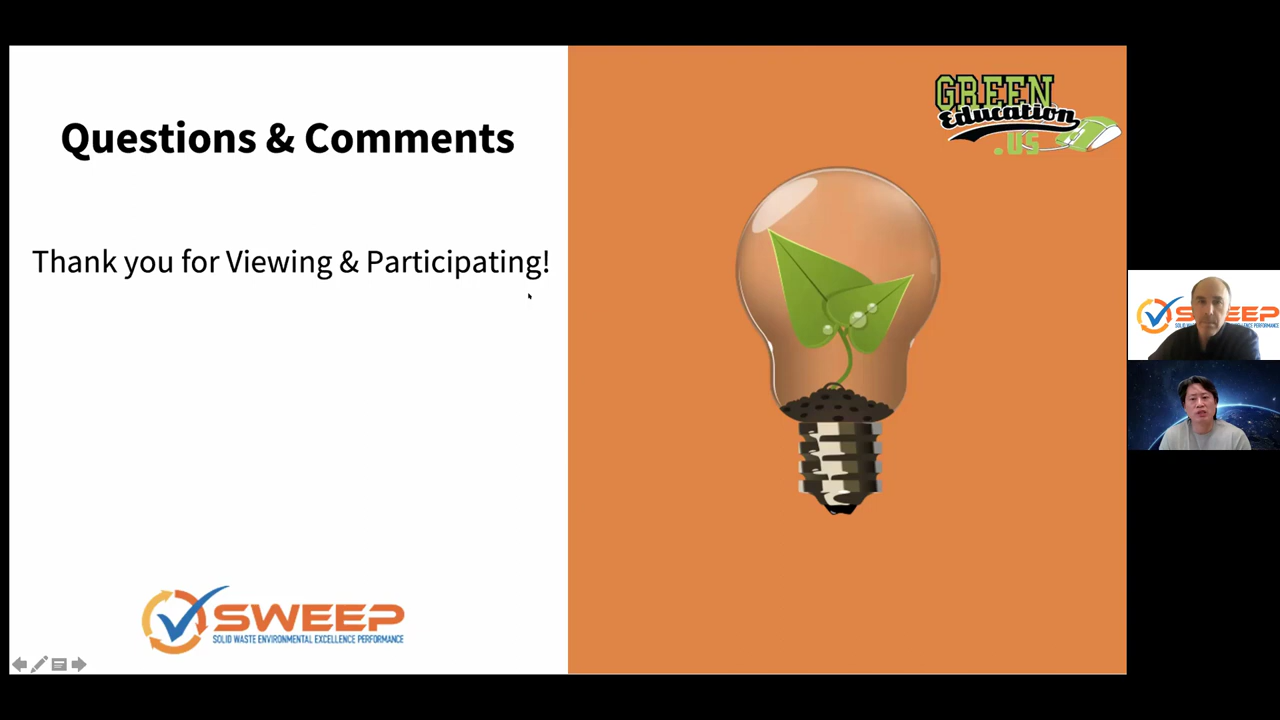 Questions & Comments
Thank you for Viewing & Participating!
SWEEP
SOLID WASTE ENVIRONMENTAL EXCELLENCE PERFORMANCE
GREEN
Education
.US
SWEEP